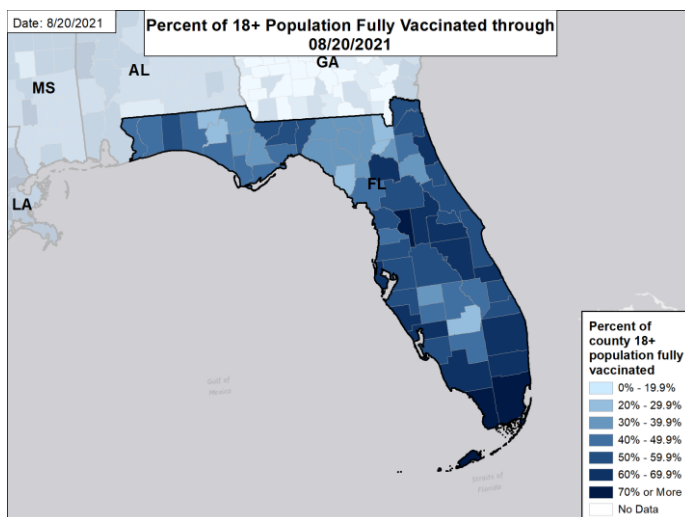 Date: 8/20/2021
Percent of 18+ Population Fully Vaccinated through
08/20/2021
GA
AL
MS
FL
LA
Gulf of
Mexico
Straits of
Florida
Percent of
county 18+
population fully
vaccinated
0% - 19.9%
20% - 29.9%
30% - 39.9%
40% - 49.9%
50% - 59.9%
60% - 69.9%
70% or More
No Data